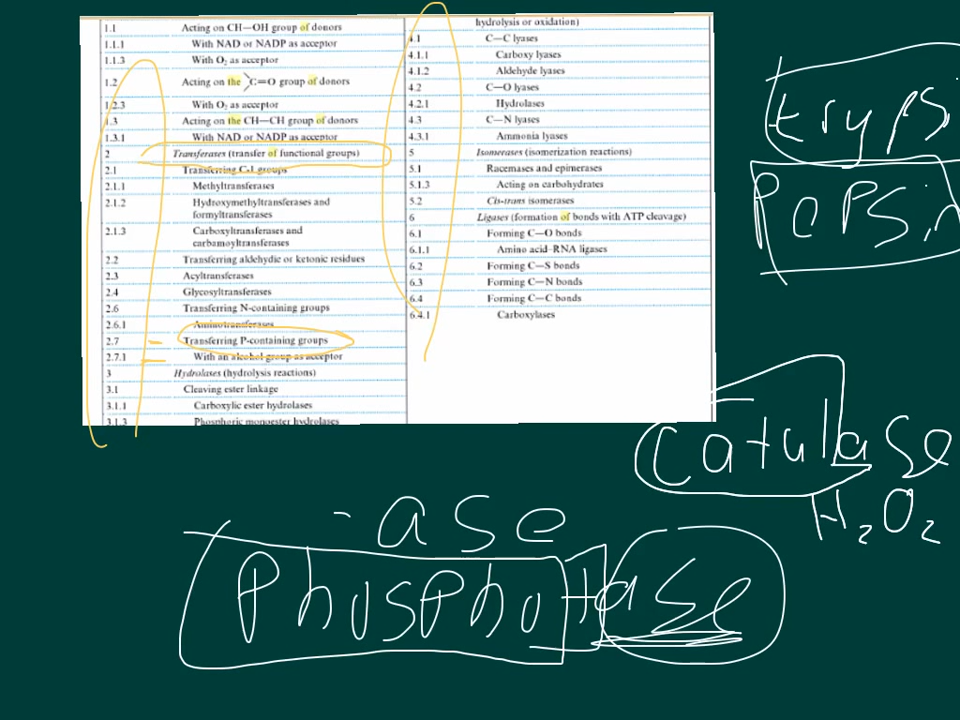 1.1 Acting on CH—OH group of donors
1.1.1 With NAD or NADP as acceptor
1.1.3 With O₂ as acceptor
1.2 Acting on the C=O group of donors
1.2.3 With O₂ as acceptor
1.3 Acting on the CH—CH group of donors
1.3.1 With NAD or NADP as acceptor
2 Transferases (transfer of functional groups)
2.1 Transferring C-1 groups
2.1.1 Methyltransferases
2.1.2 Hydroxymethyltransferases and
formyltransferases
2.1.3 Carboxyltransferases and
carbamoyltransferases
2.2 Transferring aldehydic or ketonic residues
2.3 Acyltransferases
2.4 Glycosyltransferases
2.6 Transferring N-containing groups
2.6.1 Aminotransferases
2.7 Transferring P-containing groups
2.7.1 With an alcohol group as acceptor
3 Hydrolases (hydrolysis reactions)
3.1 Cleaving ester linkage
3.1.1 Carboxylic ester hydrolases
3.1.3 Phosphoric monoester hydrolases
hydrolysis or oxidation)
4.1 C—C lyases
4.1.1 Carboxy lyases
4.1.2 Aldehyde lyases
4.2 C—O lyases
4.2.1 Hydrolases
4.3 C—N lyases
4.3.1 Ammonia lyases
5 Isomerases (isomerization reactions)
5.1 Racemases and epimerases
5.1.3 Acting on carbohydrates
5.2 Cis-trans isomerases
6 Ligases (formation of bonds with ATP cleavage)
6.1 Forming C—O bonds
6.1.1 Amino acid–RNA ligases
6.2 Forming C—S bonds
6.3 Forming C—N bonds
6.4 Forming C—C bonds
6.4.1 Carboxylases
tryps
Pepsin
Catalase
H₂O₂
-ase
Phosphotase